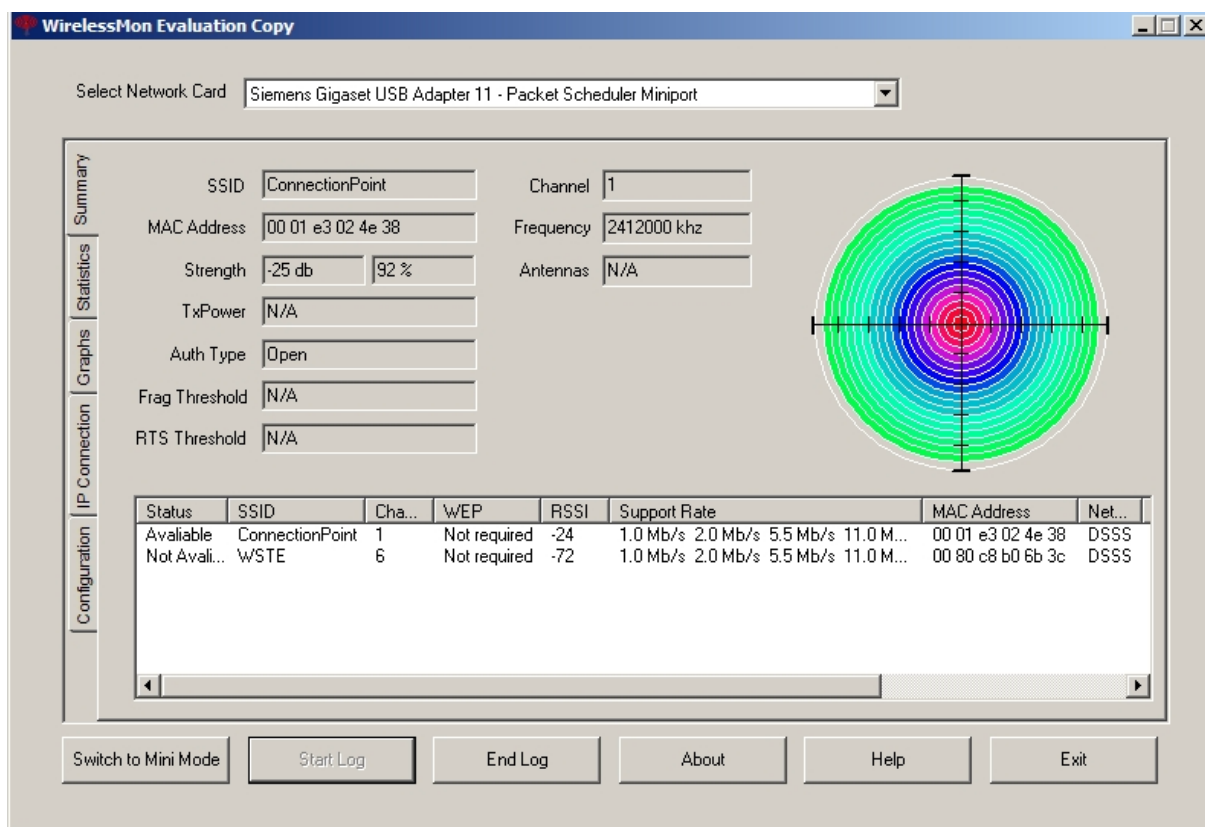 WirelessMon Evaluation Copy
Select Network Card Siemens Gigaset USB Adapter 11 - Packet Scheduler Miniport
Summary
Statistics
Graphs
IP Connection
Configuration
SSID ConnectionPoint Channel 1
MAC Address 00 01 e3 02 4e 38 Frequency 2412000 khz
Strength -25 db 92 % Antennas N/A
TxPower N/A
Auth Type Open
Frag Threshold N/A
RTS Threshold N/A
Status SSID Cha... WEP RSSI Support Rate MAC Address Net...
Avaliable ConnectionPoint 1 Not required -24 1.0 Mb/s 2.0 Mb/s 5.5 Mb/s 11.0 M... 00 01 e3 02 4e 38 DSSS
Not Avali... WSTE 6 Not required -72 1.0 Mb/s 2.0 Mb/s 5.5 Mb/s 11.0 M... 00 80 c8 b0 6b 3c DSSS
Switch to Mini Mode Start Log End Log About Help Exit